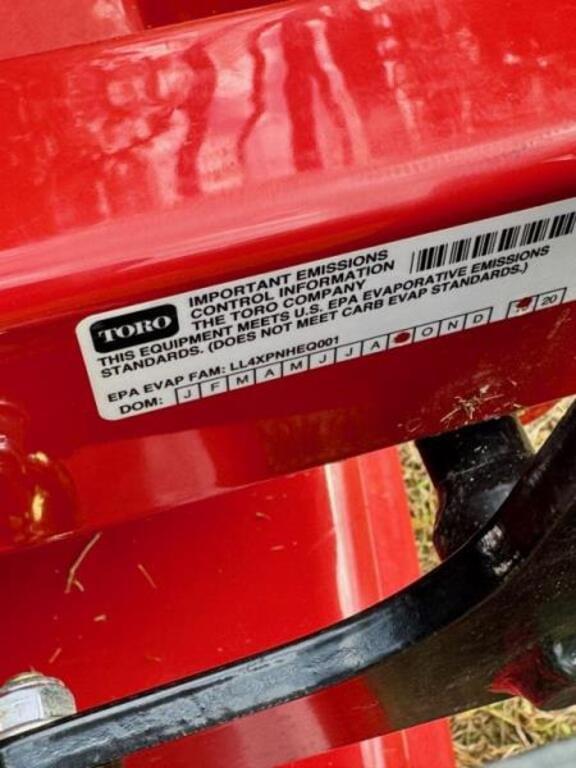 TORO
IMPORTANT EMISSIONS
CONTROL INFORMATION
THE TORO COMPANY
THIS EQUIPMENT MEETS U.S. EPA EVAPORATIVE EMISSIONS
STANDARDS. (DOES NOT MEET CARB EVAP STANDARDS.)
EPA EVAP FAM: LL4XPNHEQ001
DOM: J F M A M J J A O N D 20